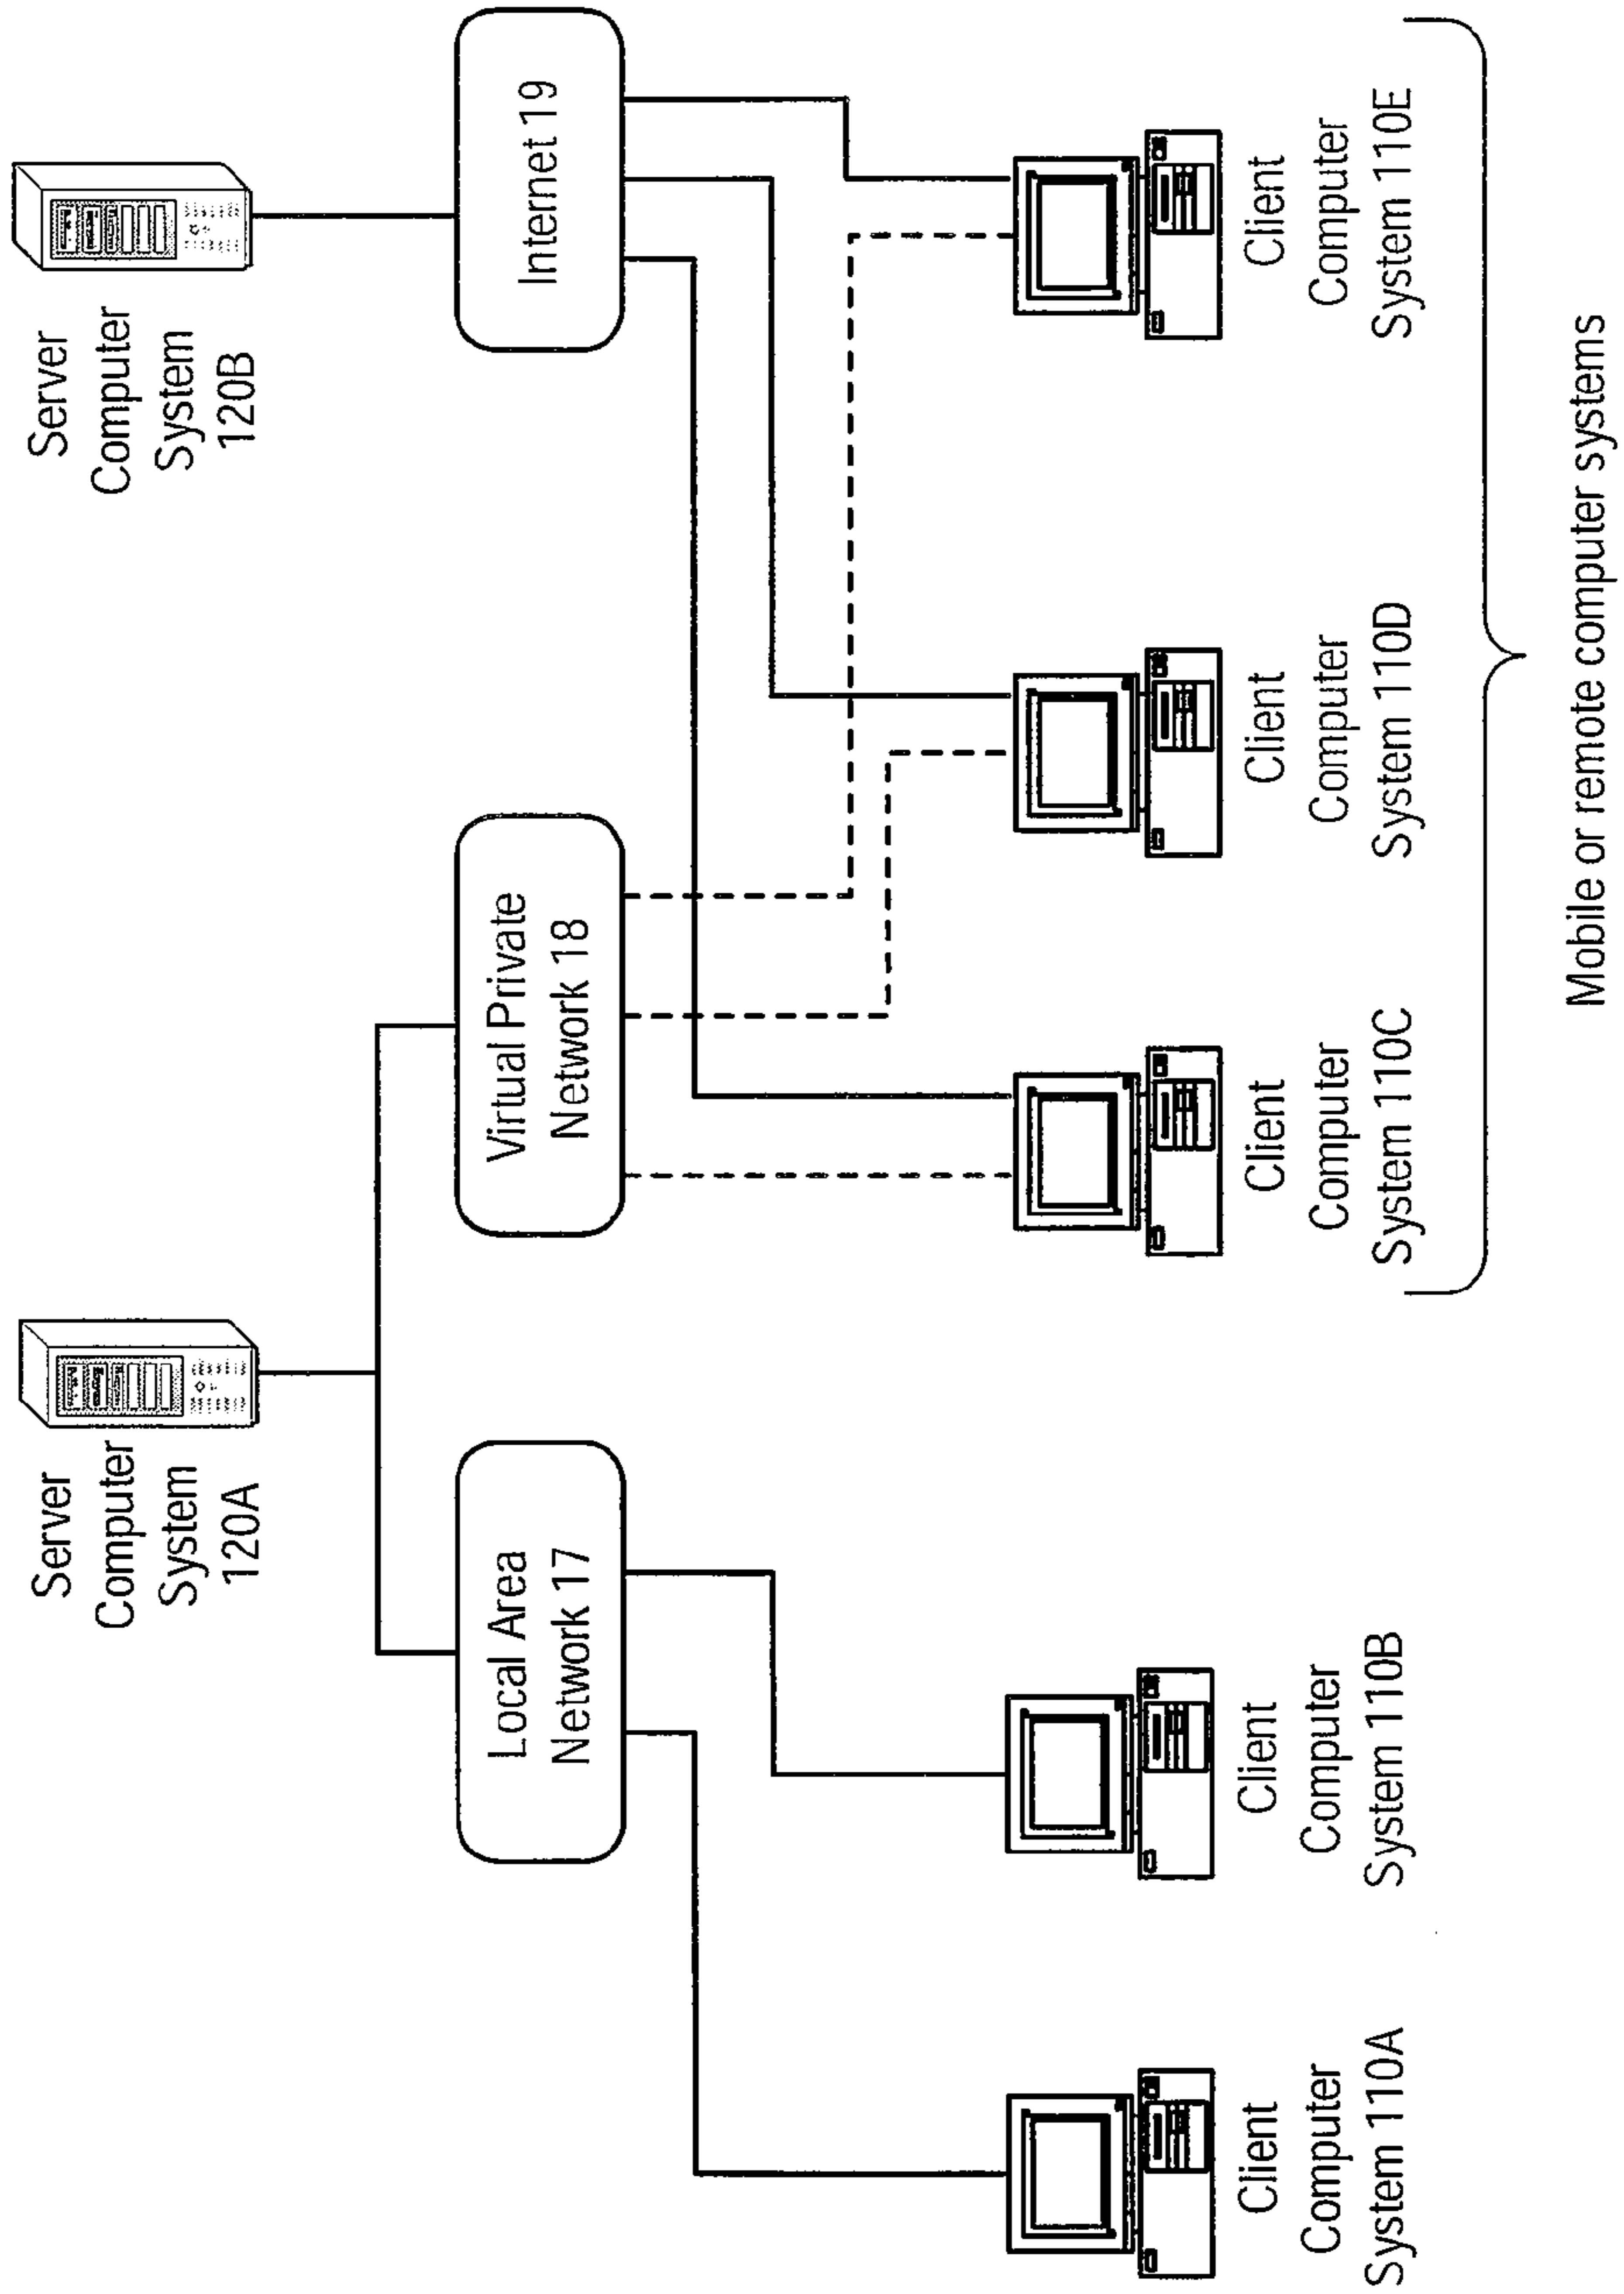 Server
Computer
System
120A
Server
Computer
System
120B
Local Area
Network 17
Virtual Private
Network 18
Internet 19
Client
Computer
System 110A
Client
Computer
System 110B
Client
Computer
System 110C
Client
Computer
System 110D
Client
Computer
System 110E
Mobile or remote computer systems